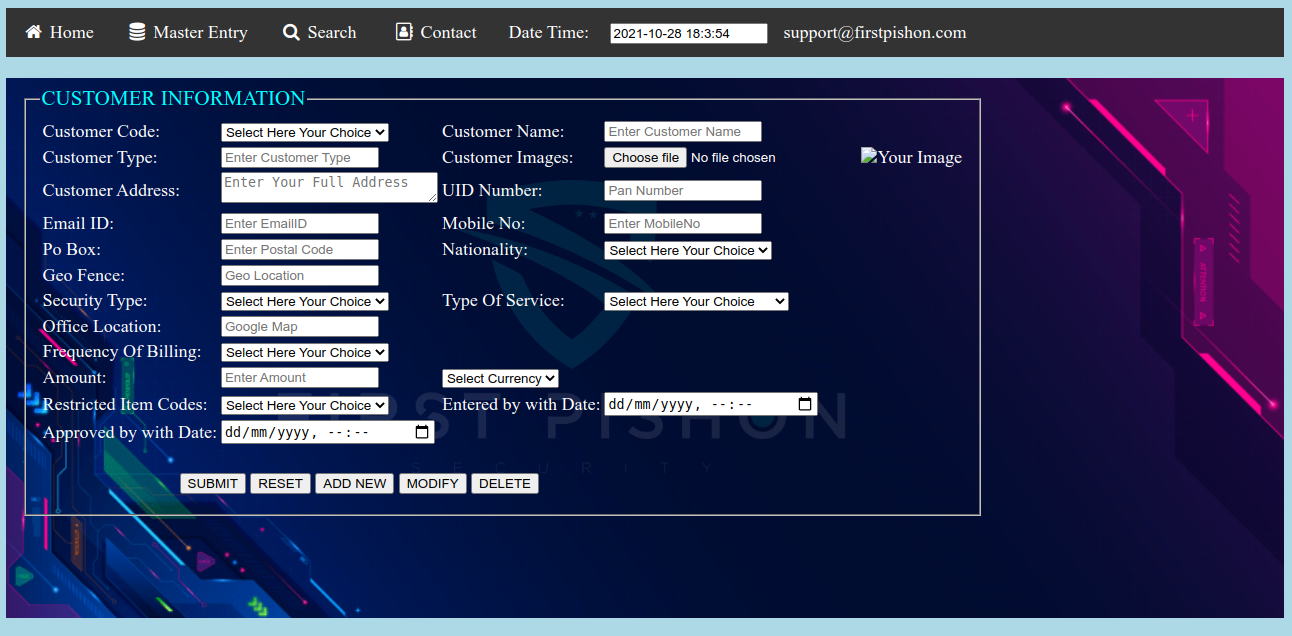 Home Master Entry Search Contact Date Time: 2021-10-28 18:3:54 support@firstpishon.com
CUSTOMER INFORMATION
Customer Code: Select Here Your Choice Customer Name: Enter Customer Name
Customer Type: Enter Customer Type Customer Images: Choose file No file chosen Your Image
Customer Address: Enter Your Full Address UID Number: Pan Number
Email ID: Enter EmailID Mobile No: Enter MobileNo
Po Box: Enter Postal Code Nationality: Select Here Your Choice
Geo Fence: Geo Location
Security Type: Select Here Your Choice Type Of Service: Select Here Your Choice
Office Location: Google Map
Frequency Of Billing: Select Here Your Choice
Amount: Enter Amount Select Currency
Restricted Item Codes: Select Here Your Choice Entered by with Date: dd/mm/yyyy, --:--
Approved by with Date: dd/mm/yyyy, --:--
SUBMIT RESET ADD NEW MODIFY DELETE
FIRST PISHON
SECURITY
ATTENTION